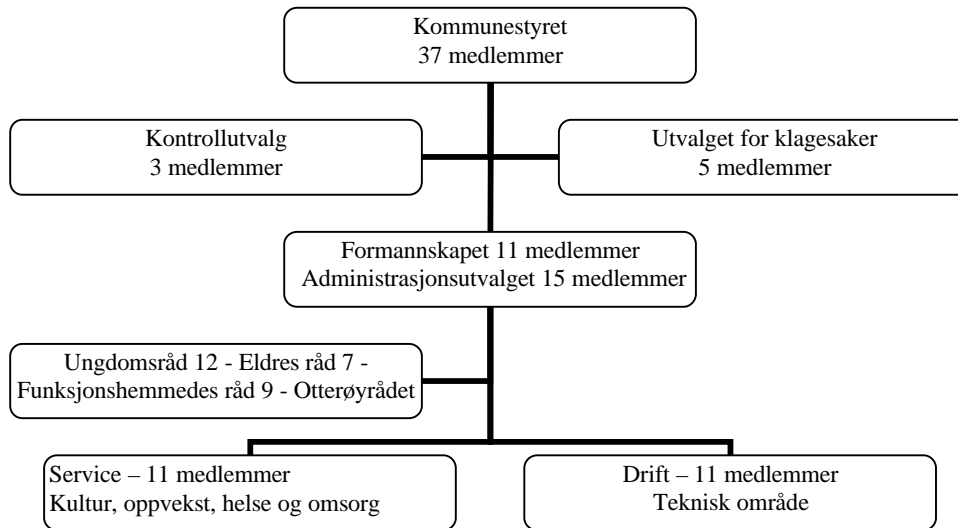 Kommunestyret
37 medlemmer
Kontrollutvalg
3 medlemmer
Utvalget for klagesaker
5 medlemmer
Formannskapet 11 medlemmer
Administrasjonsutvalget 15 medlemmer
Ungdomsråd 12 - Eldres råd 7 -
Funksjonshemmedes råd 9 - Otterøyrådet
Service – 11 medlemmer
Kultur, oppvekst, helse og omsorg
Drift – 11 medlemmer
Teknisk område